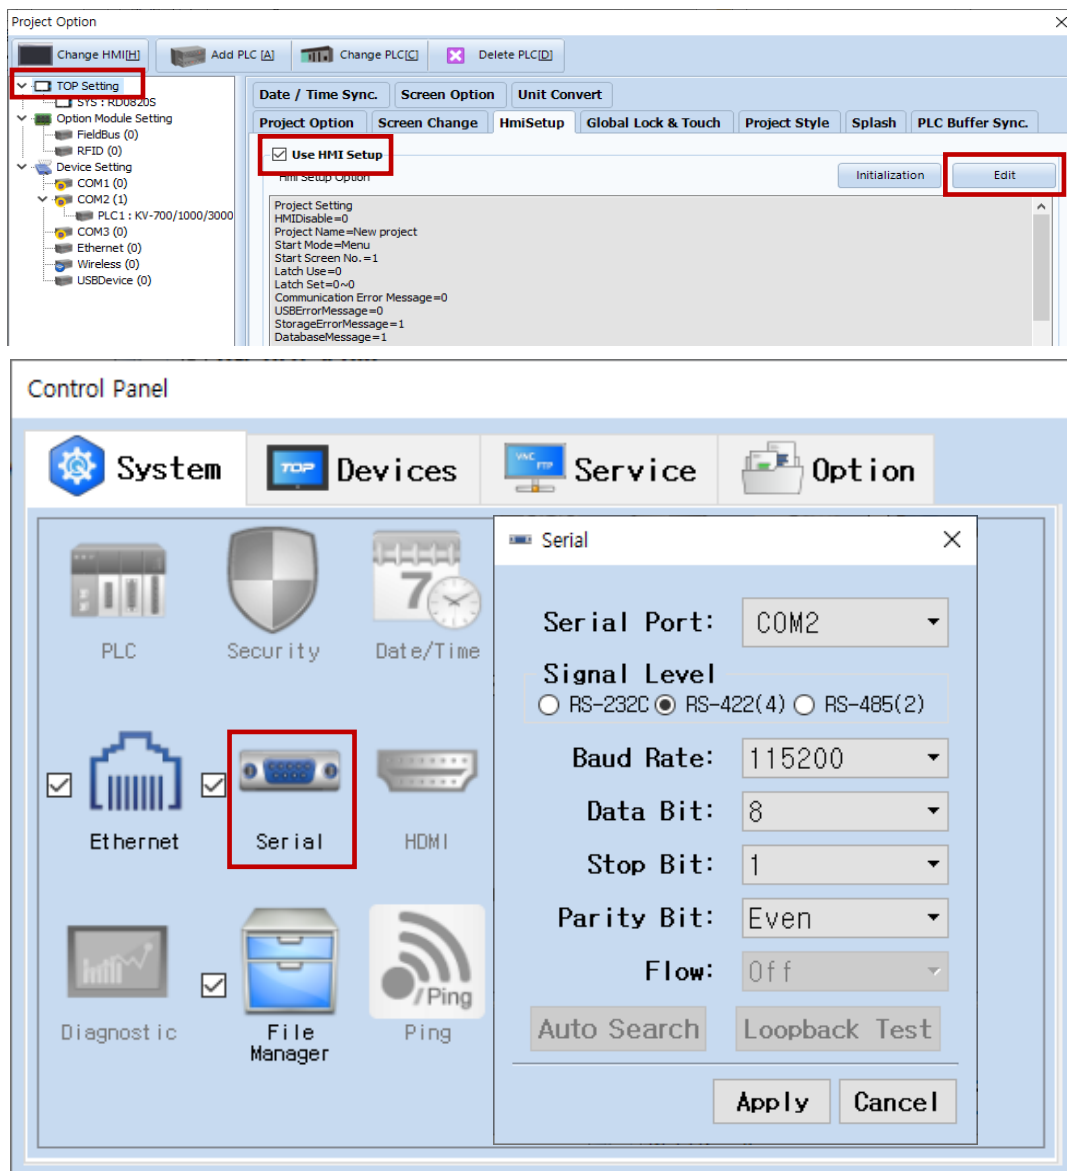 Project Option
Change HMI[H]
Add PLC [A]
Change PLC[C]
Delete PLC[D]
TOP Setting
SYS : RD0820S
Option Module Setting
FieldBus (0)
RFID (0)
Device Setting
COM1 (0)
COM2 (1)
PLC1 : KV-700/1000/3000
COM3 (0)
Ethernet (0)
Wireless (0)
USBDevice (0)
Date / Time Sync.
Screen Option
Unit Convert
Project Option
Screen Change
HmiSetup
Global Lock & Touch
Project Style
Splash
PLC Buffer Sync.
Use HMI Setup
Hmi Setup Option
Initialization
Edit
Project Setting
HMIDisable=0
Project Name=New project
Start Mode=Menu
Start Screen No.=1
Latch Use=0
Latch Set=0~0
Communication Error Message=0
USBErrorMessage=0
StorageErrorMessage=1
DatabaseMessage=1
Control Panel
System
TOP
Devices
VNC
FTP
Service
Option
PLC
Security
7
Date/Time
Ethernet
Serial
HDMI
Diagnostic
File
Manager
/Ping
Ping
Serial
Serial Port:
COM2
Signal Level
RS-232C
RS-422(4)
RS-485(2)
Baud Rate:
115200
Data Bit:
8
Stop Bit:
1
Parity Bit:
Even
Flow:
Off
Auto Search
Loopback Test
Apply
Cancel